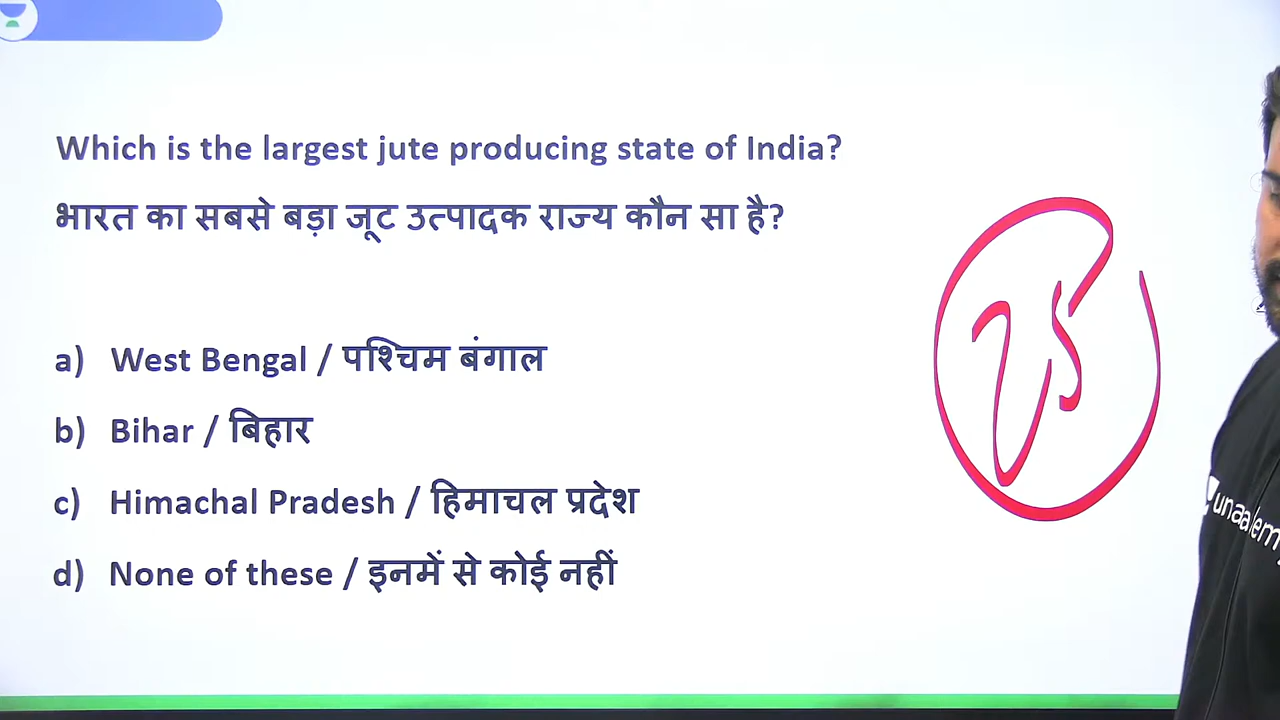 Which is the largest jute producing state of India?
भारत का सबसे बड़ा जूट उत्पादक राज्य कौन सा है?
a) West Bengal / पश्चिम बंगाल
b) Bihar / बिहार
c) Himachal Pradesh / हिमाचल प्रदेश
d) None of these / इनमें से कोई नहीं